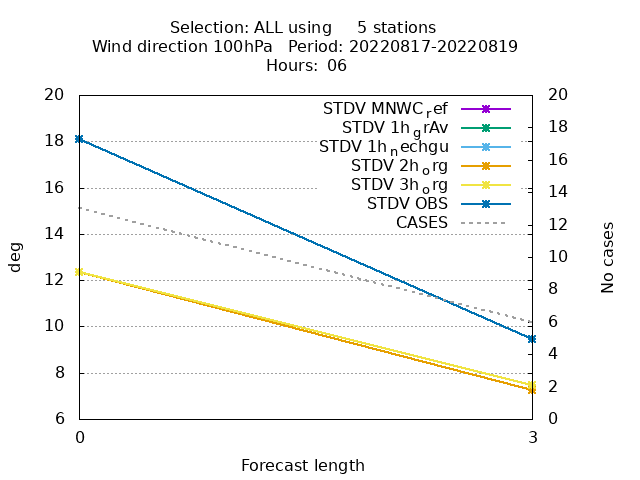 Selection: ALL using     5 stations
Wind direction 100hPa   Period: 20220817-20220819
Hours: 06
20 20
STDV MNWC_ref
18 18
STDV 1h_grAv
STDV 1h_nechgu
16 16
STDV 2h_org
STDV 3h_org
14
STDV OBS
CASES
14 12
12 10
8
10 6
4
8 2
6 0
deg
No cases
0 3
Forecast length